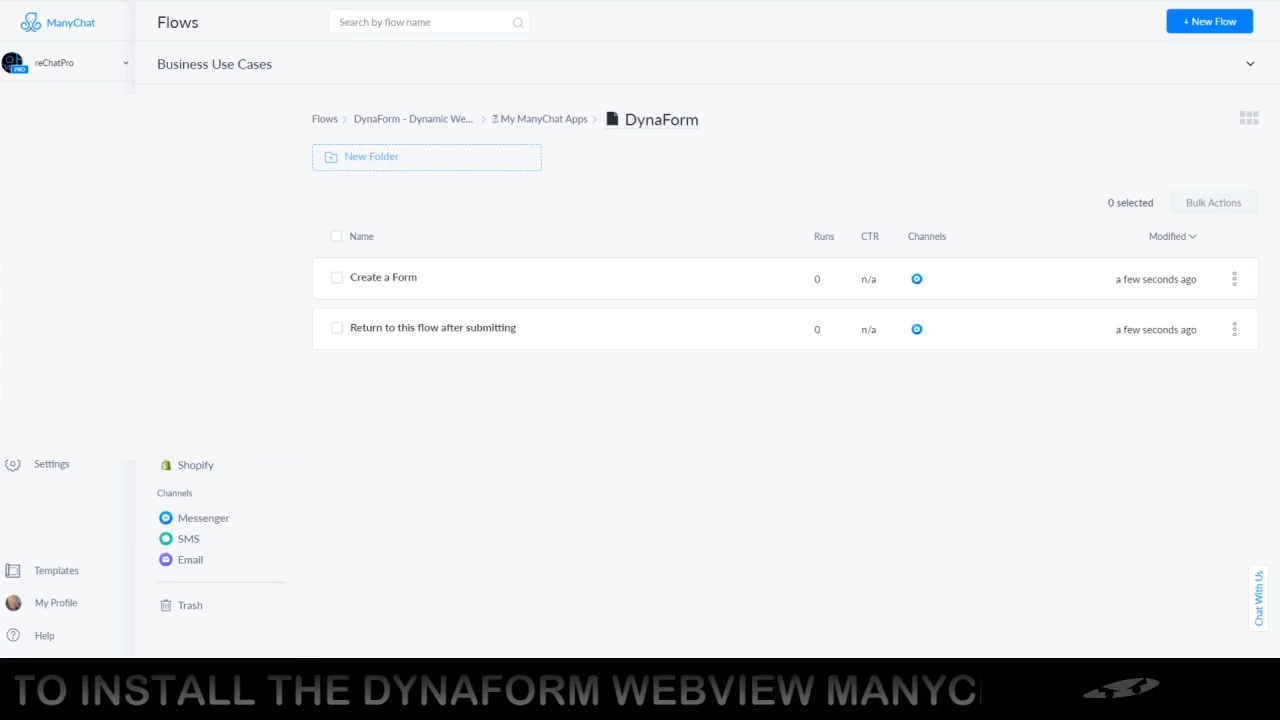 ManyChat
Flows
Search by flow name
+ New Flow
PRO
reChatPro
Business Use Cases
Flows > DynaForm - Dynamic We... > My ManyChat Apps > DynaForm
New Folder
0 selected
Bulk Actions
Name Runs CTR Channels Modified
Create a Form 0 n/a a few seconds ago
Return to this flow after submitting 0 n/a a few seconds ago
Settings
Shopify
Channels
Messenger
SMS
Email
Templates
My Profile
Trash
Help
Chat With Us
TO INSTALL THE DYNAFORM WEBVIEW MANYC